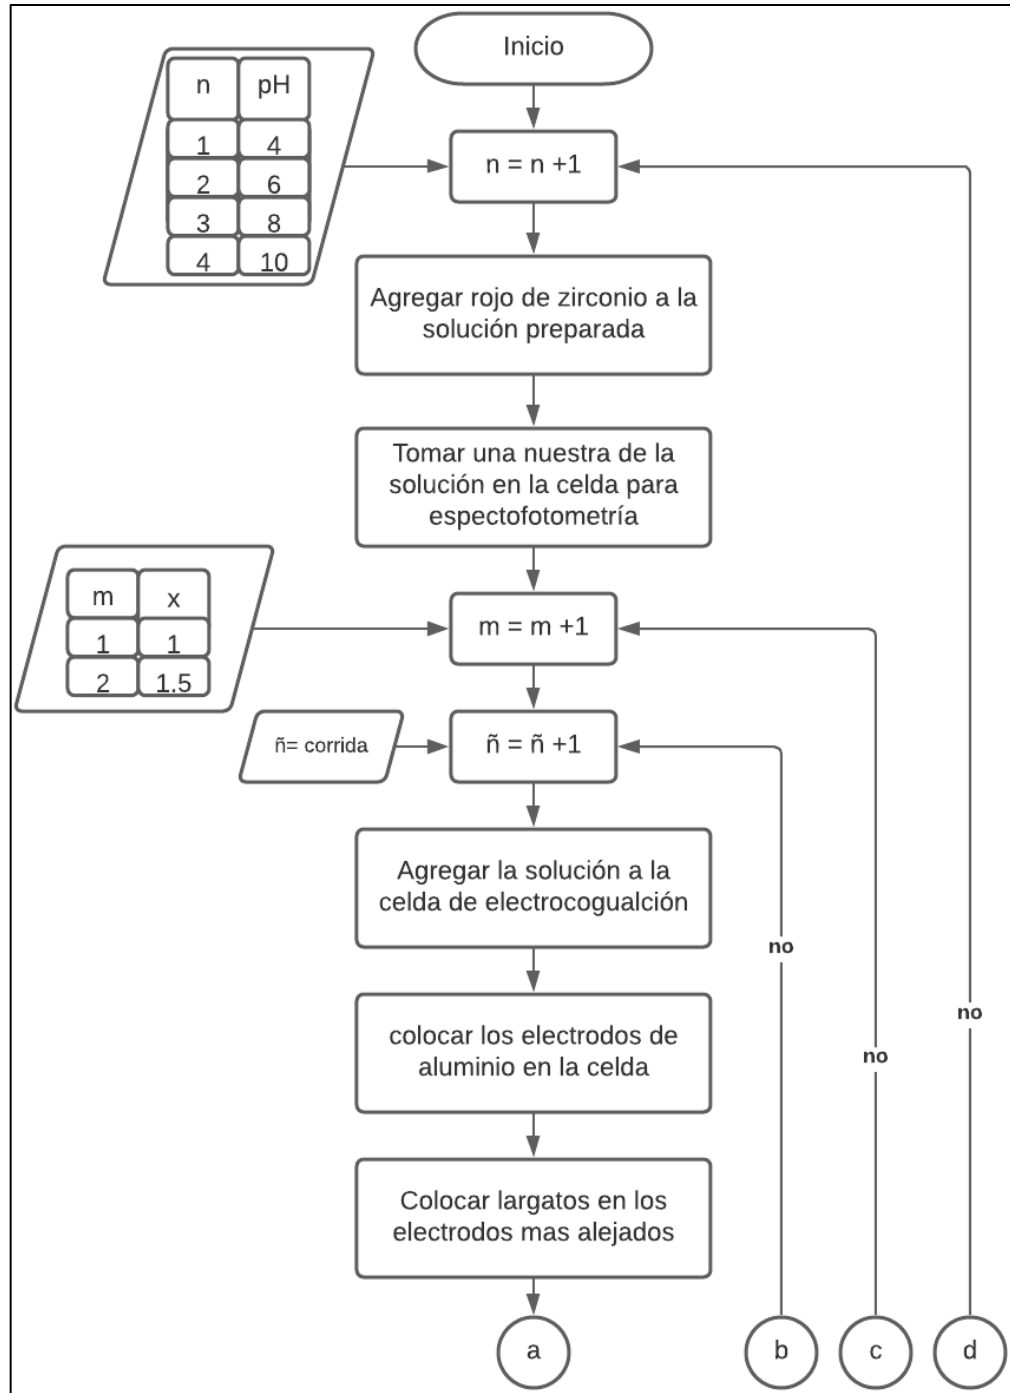 Inicio
n pH
1 4
2 6
3 8
4 10
n = n +1
Agregar rojo de zirconio a la
solución preparada
Tomar una nuestra de la
solución en la celda para
espectofotometría
m x
1 1
2 1.5
m = m +1
ñ= corrida
ñ = ñ +1
Agregar la solución a la
celda de electrocogualción
no
no
no
colocar los electrodos de
aluminio en la celda
Colocar largatos en los
electrodos mas alejados
a
b
c
d